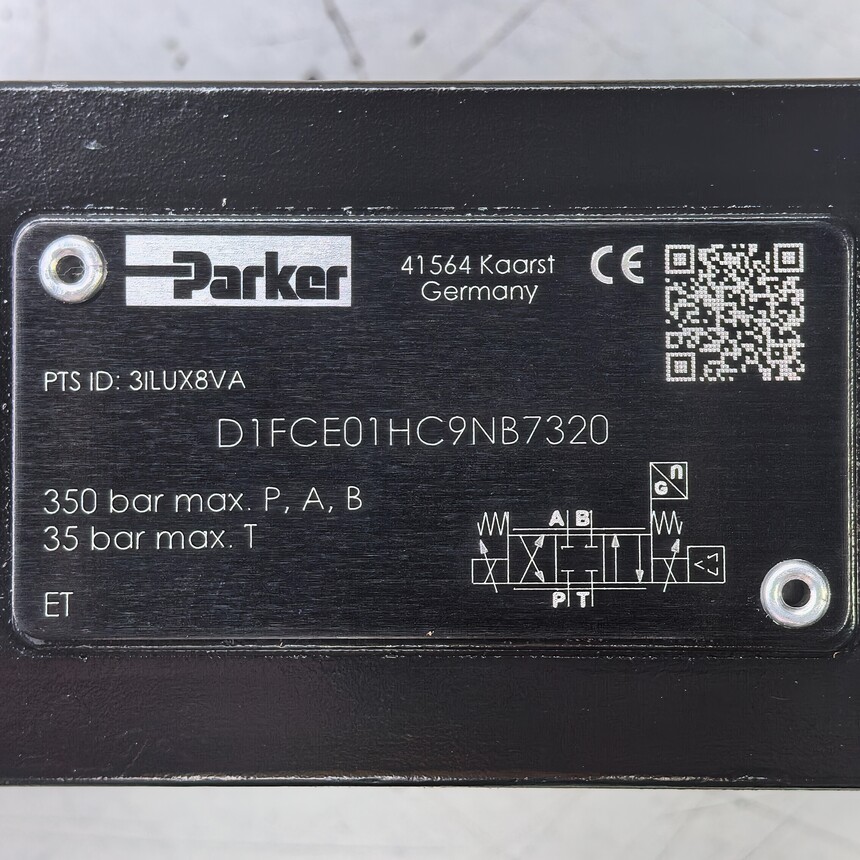 Parker
41564 Kaarst
Germany
CE
PTS ID: 3ILUX8VA
D1FCE01HC9NB7320
350 bar max. P, A, B
35 bar max. T
ET
U
G
A B
P T